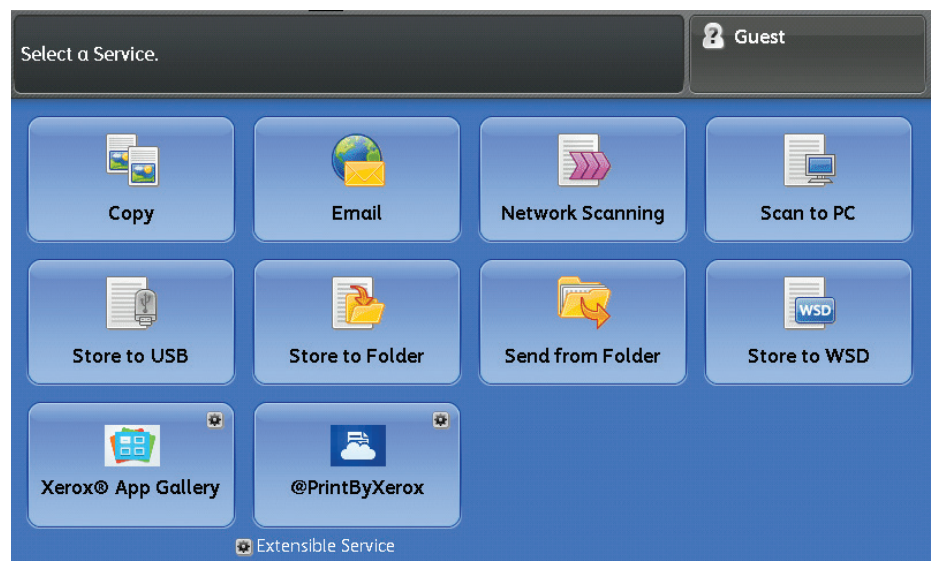 Select a Service.
Guest
Copy
Email
Network Scanning
Scan to PC
Store to USB
Store to Folder
Send from Folder
WSD
Store to WSD
Xerox® App Gallery
@PrintByXerox
Extensible Service